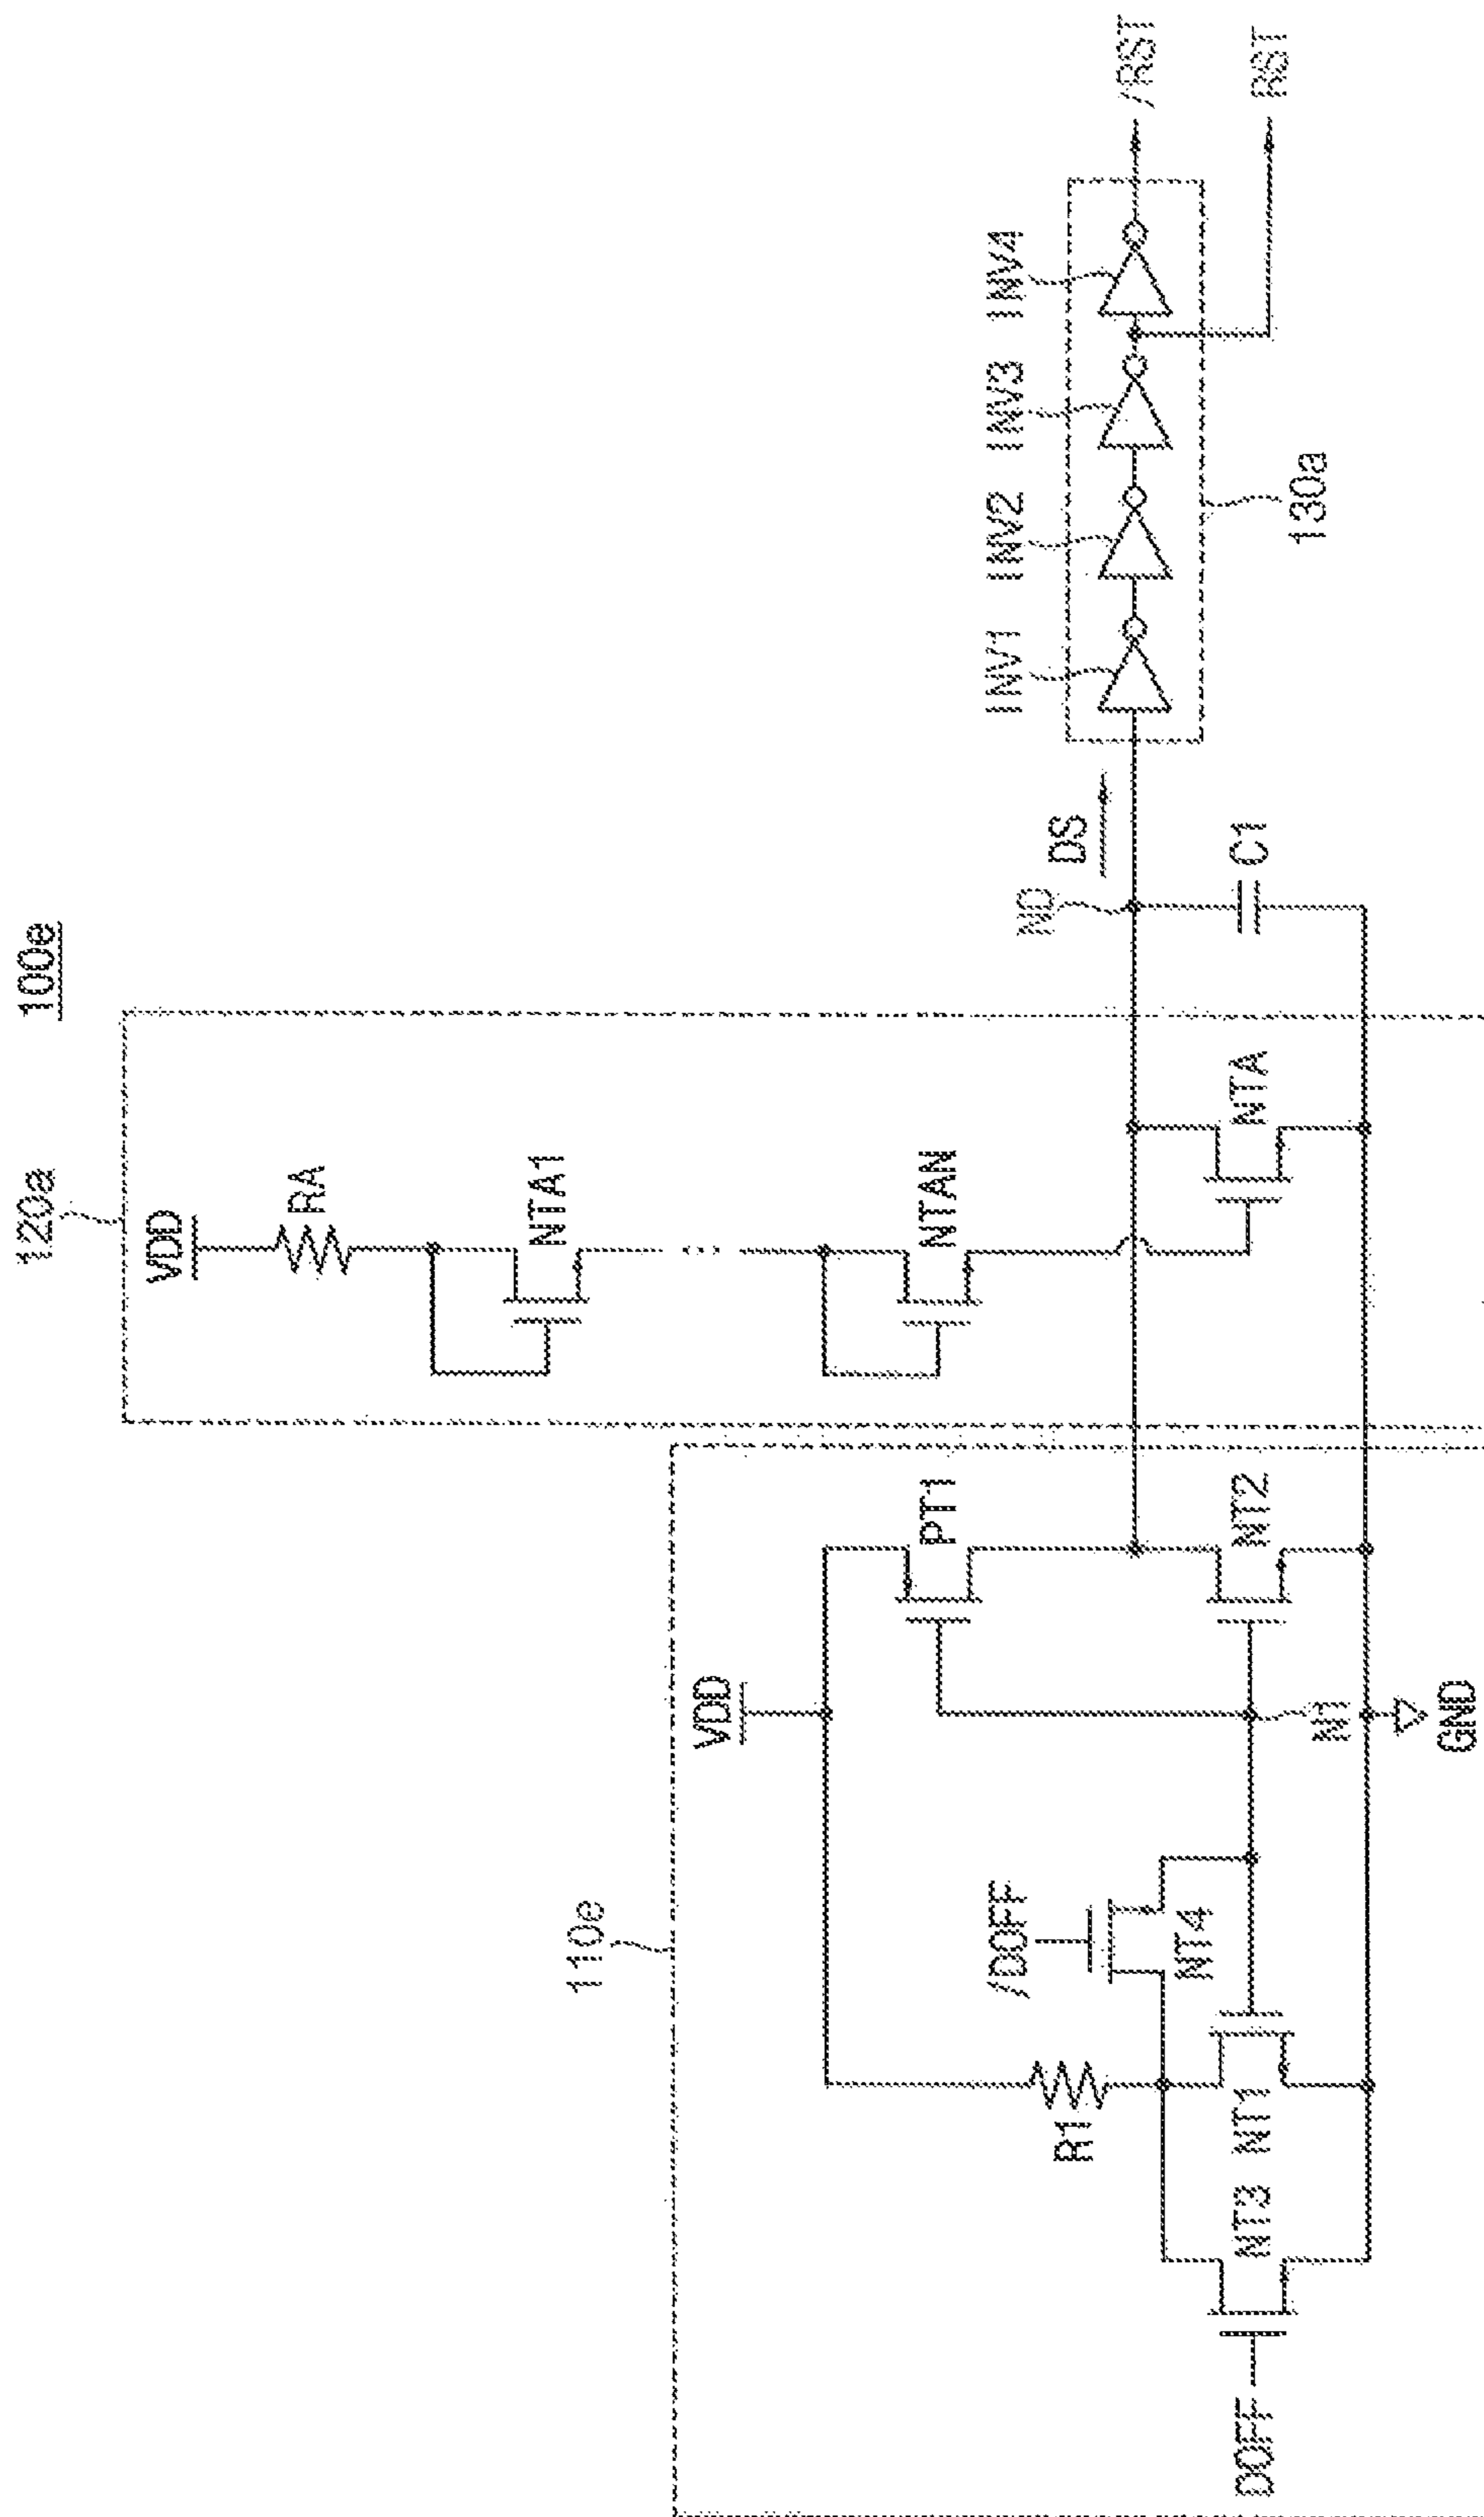 100e
120a
VDD
RA
NTA1
NTAN
NTA
110e
VDD
PT1
NT2
/DOFF
NT4
R1
NT1
NT3
DOFF
N1
GND
ND
DS
C1
INV1
INV2
INV3
INV4
130a
/RST
RST